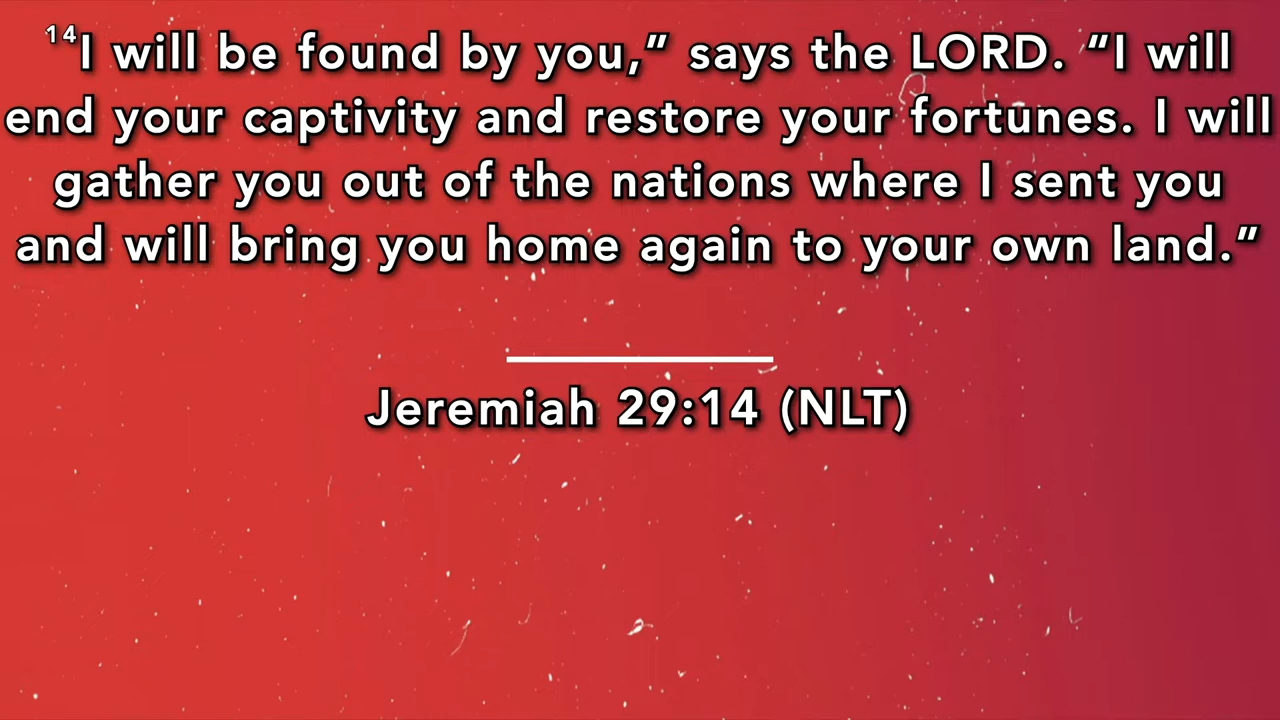 ¹⁴I will be found by you,” says the LORD. “I will
end your captivity and restore your fortunes. I will
gather you out of the nations where I sent you
and will bring you home again to your own land.”
Jeremiah 29:14 (NLT)